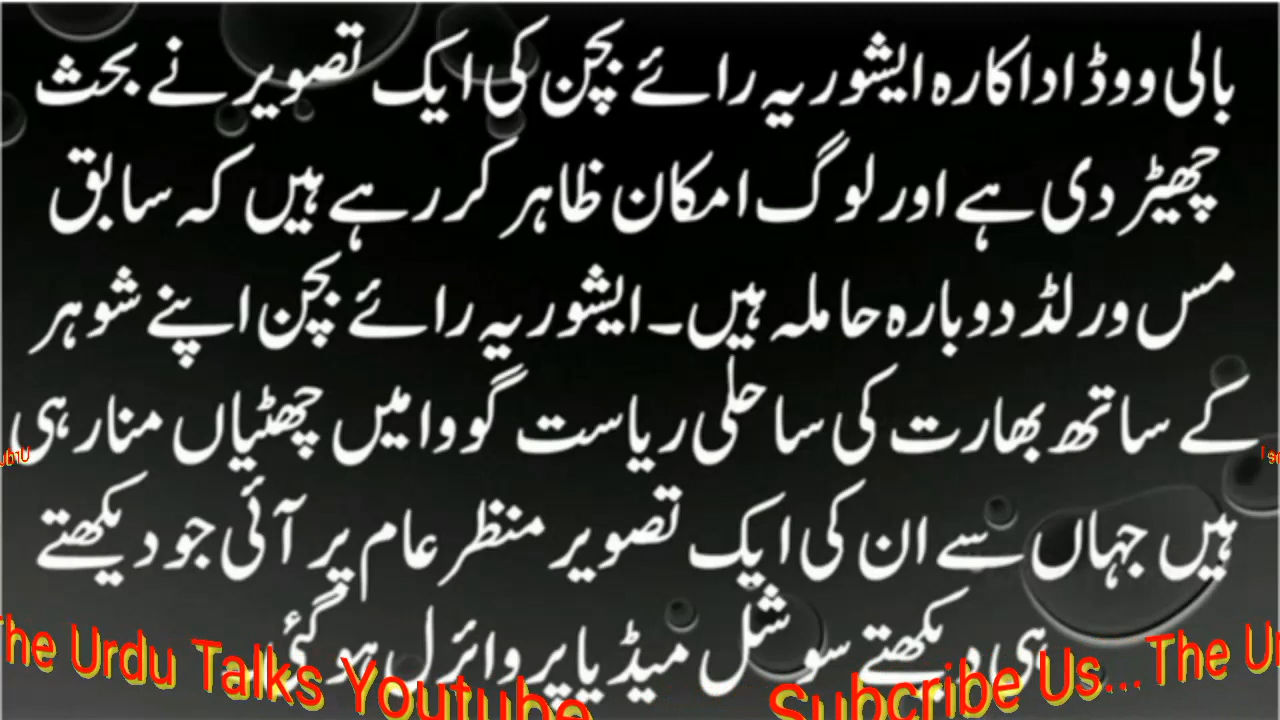 بالی ووڈ اداکارہ ایشوریہ رائے بچن کی ایک تصویر نے بحث
چھیڑ دی ہے اور لوگ امکان ظاہر کر رہے ہیں کہ سابق
مس ورلڈ دوبارہ حاملہ ہیں۔ ایشوریہ رائے بچن اپنے شوہر
کے ساتھ بھارت کی ساحلی ریاست گووا میں چھٹیاں منا رہی
ہیں جہاں سے ان کی ایک تصویر منظر عام پر آئی جو دیکھتے
ہی دیکھتے سوشل میڈیا پر وائرل ہو گئی
The Urdu Talks Youtube Subcribe Us...The